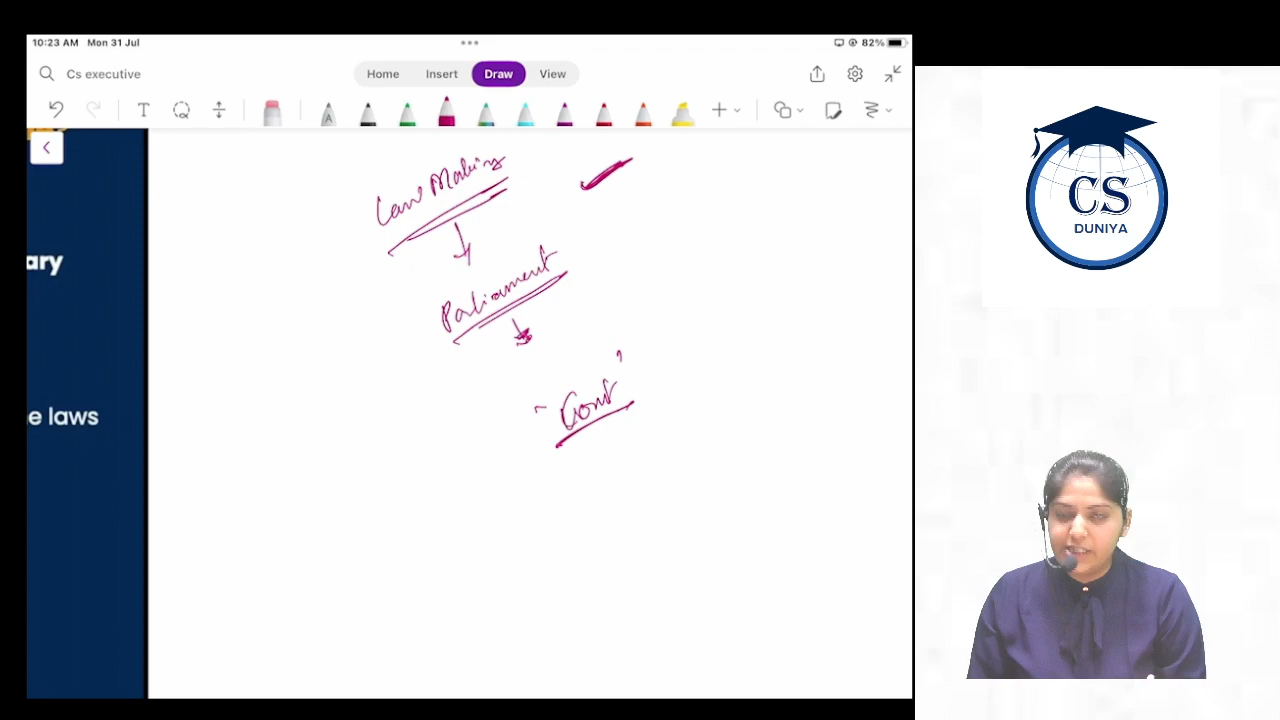 10:23 AM Mon 31 Jul
82%
Cs executive
Home Insert Draw View
T
A
ary
e laws
Law Making
Parliament
"Govt"
CS
DUNIYA